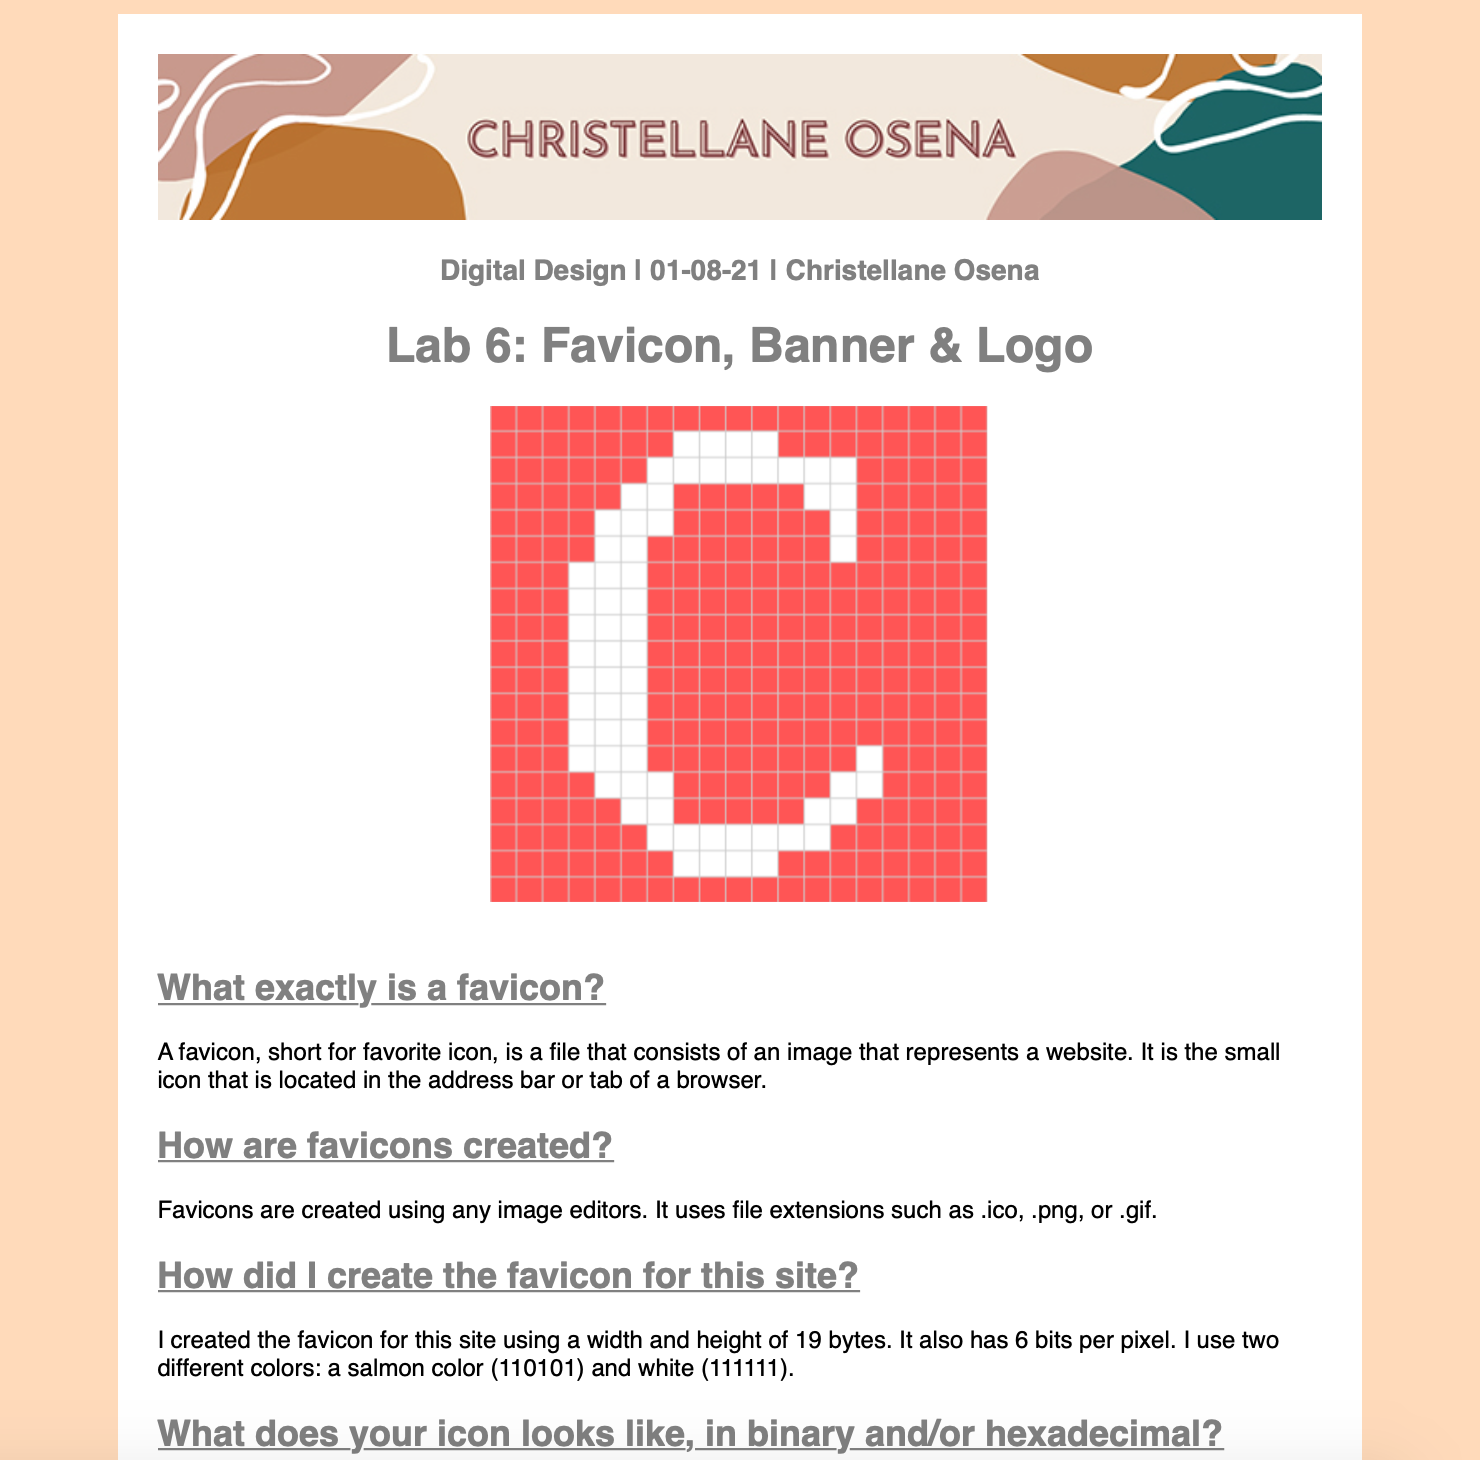 CHRISTELLANE OSENA
Digital Design | 01-08-21 | Christellane Osena
Lab 6: Favicon, Banner & Logo
C
What exactly is a favicon?
A favicon, short for favorite icon, is a file that consists of an image that represents a website. It is the small
icon that is located in the address bar or tab of a browser.
How are favicons created?
Favicons are created using any image editors. It uses file extensions such as .ico, .png, or .gif.
How did I create the favicon for this site?
I created the favicon for this site using a width and height of 19 bytes. It also has 6 bits per pixel. I use two
different colors: a salmon color (110101) and white (111111).
What does your icon looks like, in binary and/or hexadecimal?